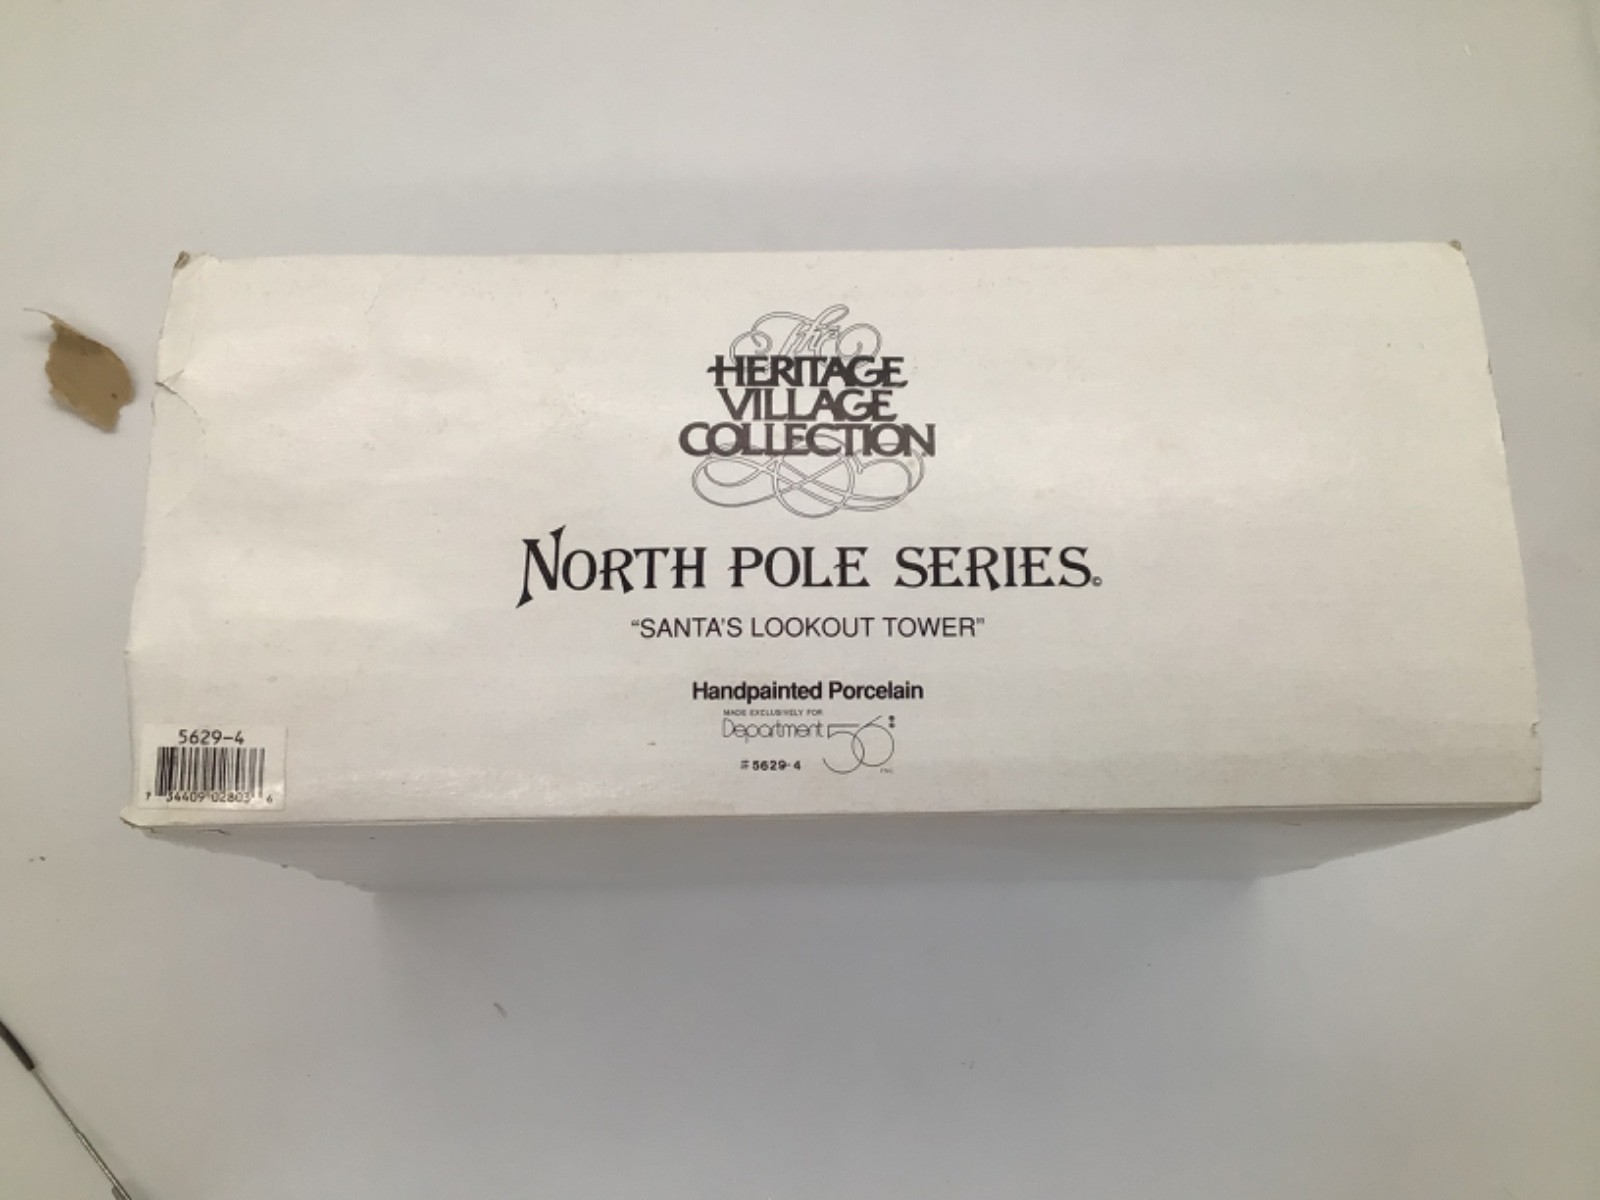 The
HERITAGE
VILLAGE
COLLECTION
NORTH POLE SERIES©
“SANTA'S LOOKOUT TOWER”
Handpainted Porcelain
MADE EXCLUSIVELY FOR
Department 56®
INC.
#5629-4
5629-4
7 34409 02803 6